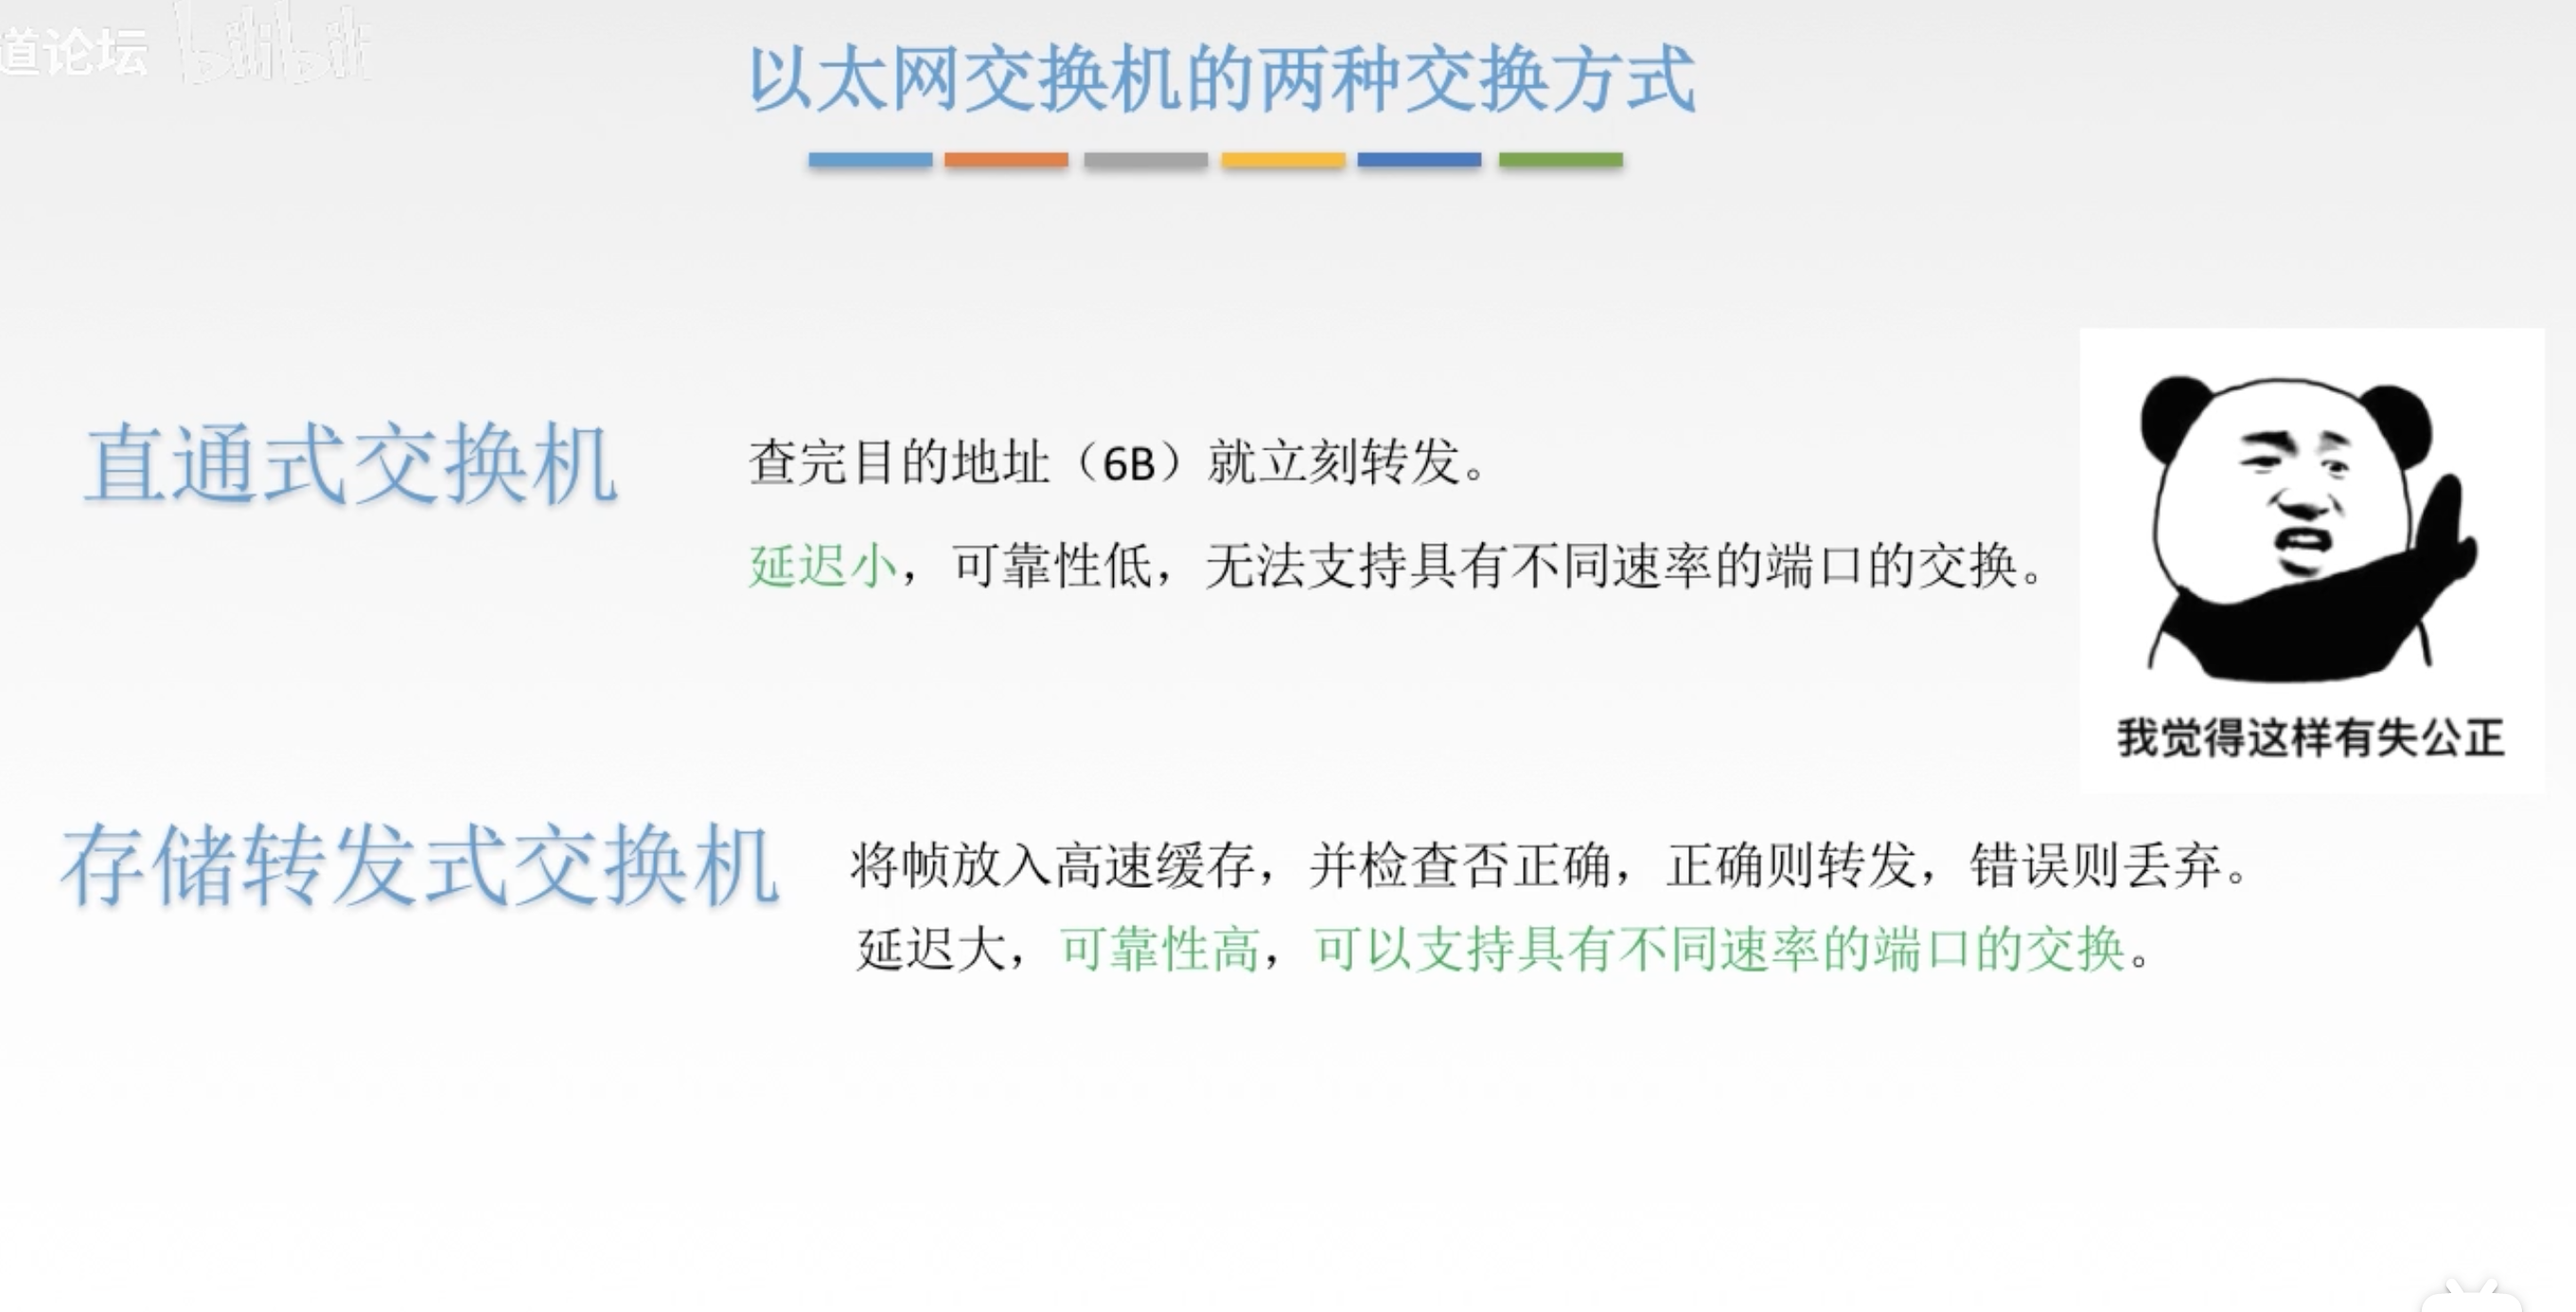 道论坛 bilibili
以太网交换机的两种交换方式
直通式交换机
查完目的地址（6B）就立刻转发。
延迟小，可靠性低，无法支持具有不同速率的端口的交换。
我觉得这样有失公正
存储转发式交换机
将帧放入高速缓存，并检查否正确，正确则转发，错误则丢弃。
延迟大，可靠性高，可以支持具有不同速率的端口的交换。